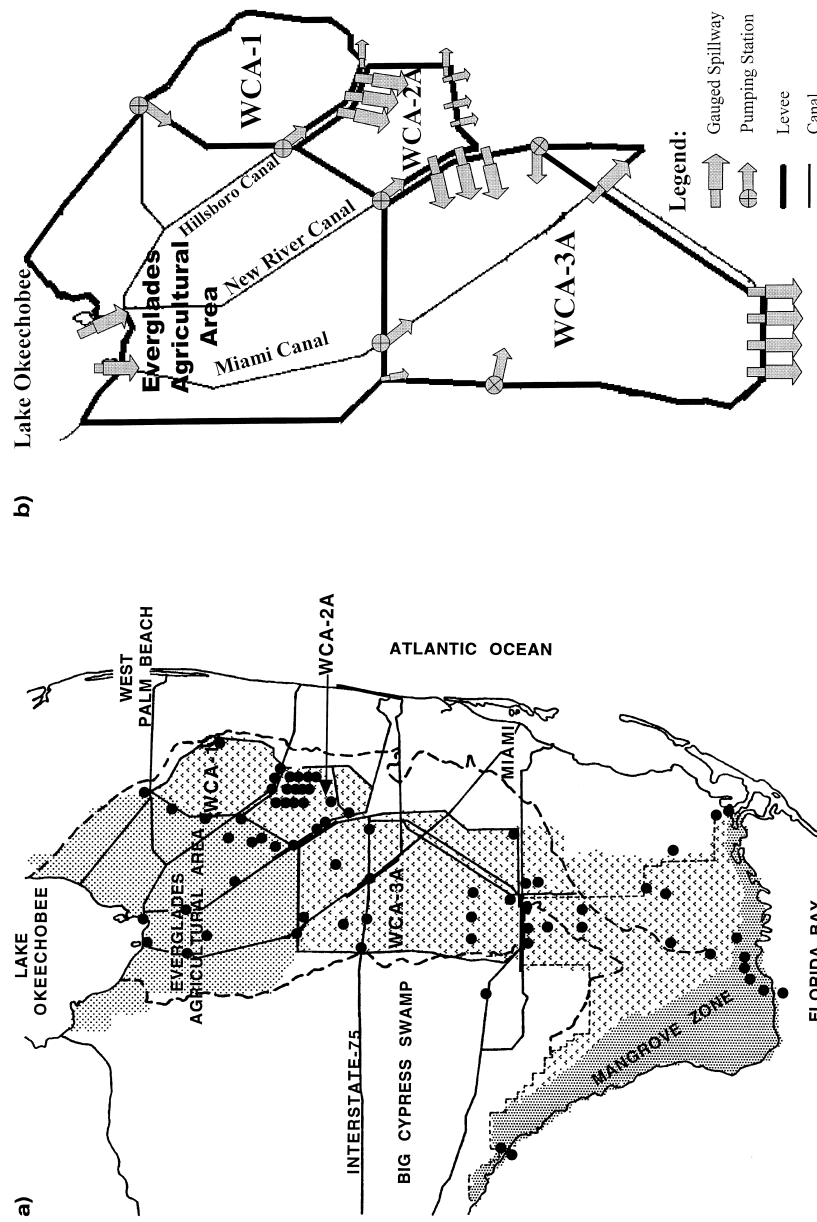 a)
LAKE
OKEECHOBEE
WEST
PALM BEACH
EVERGLADES
AGRICULTURAL AREA
WCA-1
WCA-2A
WCA-3A
ATLANTIC OCEAN
INTERSTATE-75
BIG CYPRESS SWAMP
MIAMI
MANGROVE ZONE
FLORIDA BAY
b)
Lake Okeechobee
WCA-1
Hillsboro Canal
WCA-2A
New River Canal
Everglades
Agricultural
Area
Miami Canal
WCA-3A
Legend:
Gauged Spillway
Pumping Station
Levee
Canal